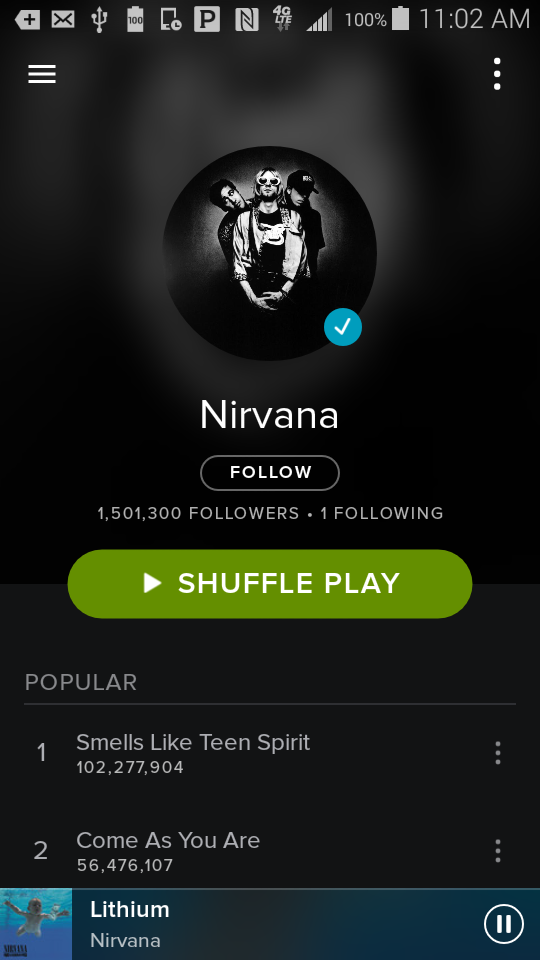 100
4G
LTE
100%
11:02 AM
Nirvana
FOLLOW
1,501,300 FOLLOWERS • 1 FOLLOWING
SHUFFLE PLAY
POPULAR
1
Smells Like Teen Spirit
102,277,904
2
Come As You Are
56,476,107
Lithium
Nirvana
NIRVANA